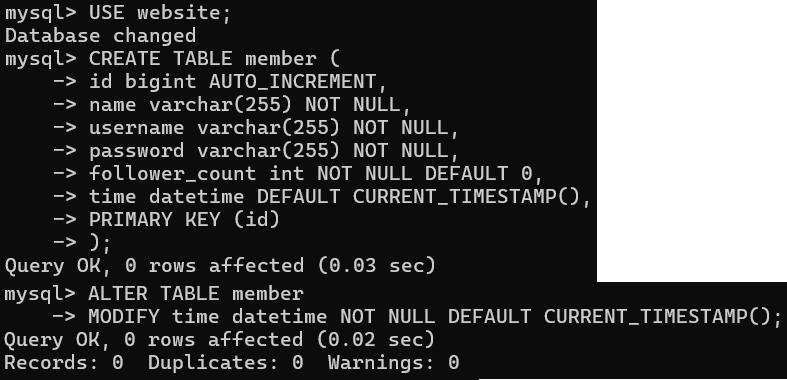 mysql> USE website;
Database changed
mysql> CREATE TABLE member (
    -> id bigint AUTO_INCREMENT,
    -> name varchar(255) NOT NULL,
    -> username varchar(255) NOT NULL,
    -> password varchar(255) NOT NULL,
    -> follower_count int NOT NULL DEFAULT 0,
    -> time datetime DEFAULT CURRENT_TIMESTAMP(),
    -> PRIMARY KEY (id)
    -> );
Query OK, 0 rows affected (0.03 sec)
mysql> ALTER TABLE member
    -> MODIFY time datetime NOT NULL DEFAULT CURRENT_TIMESTAMP();
Query OK, 0 rows affected (0.02 sec)
Records: 0  Duplicates: 0  Warnings: 0